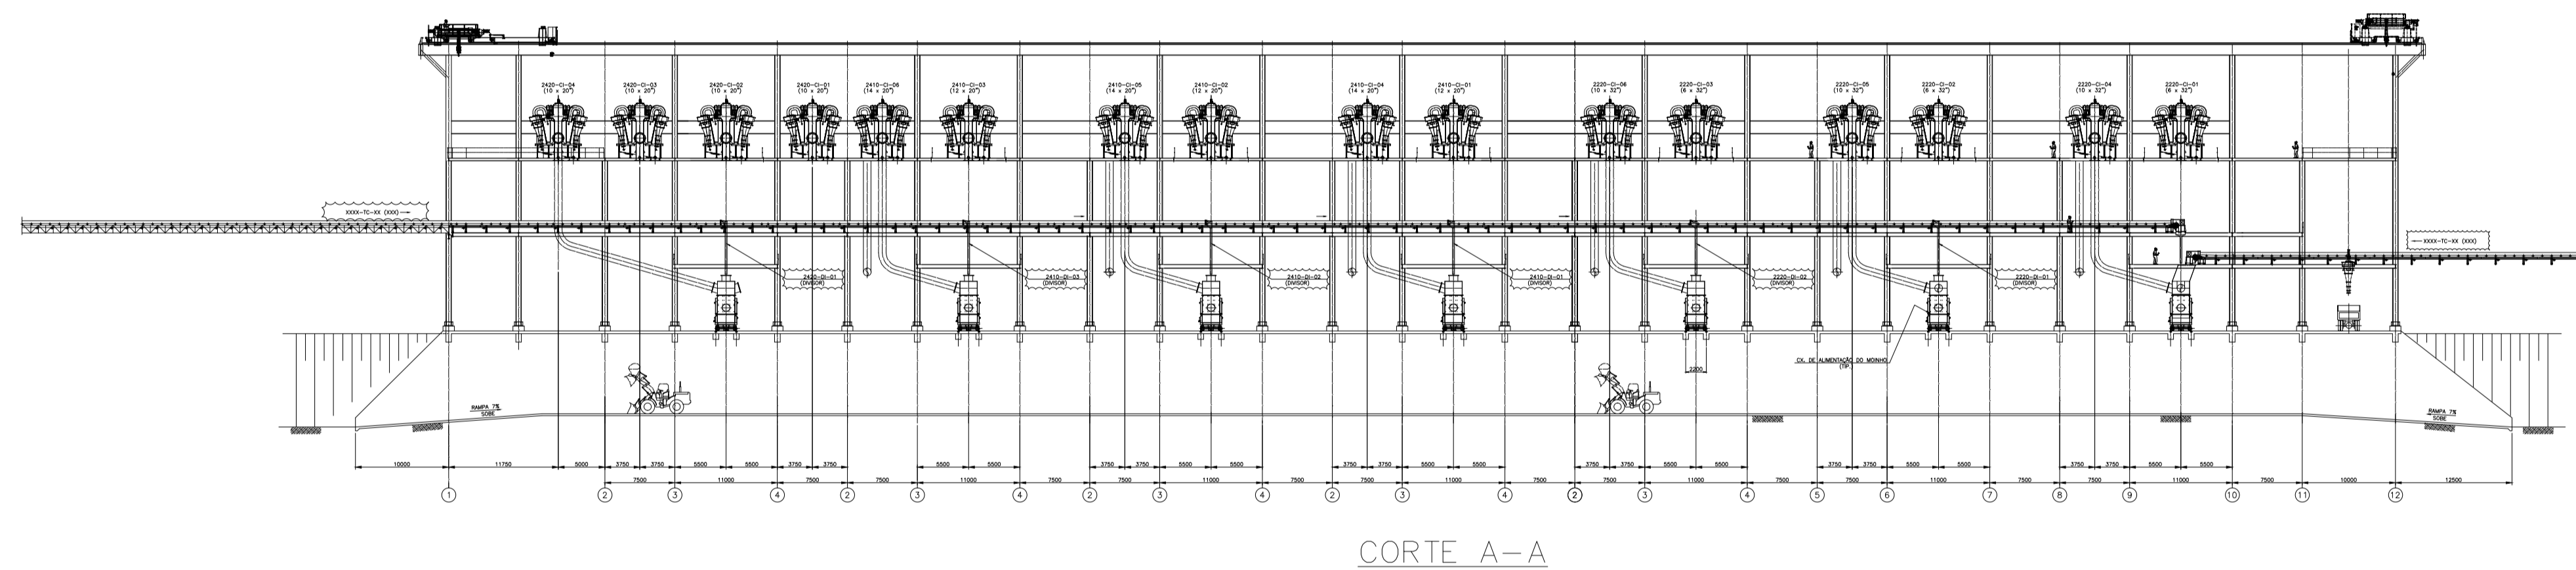 2420-CI-04
(10 x 20")
2420-CI-03
(10 x 20")
2420-CI-02
(10 x 20")
2420-CI-01
(10 x 20")
2410-CI-06
(14 x 20")
2410-CI-03
(12 x 20")
2410-CI-05
(14 x 20")
2410-CI-02
(12 x 20")
2410-CI-04
(14 x 20")
2410-CI-01
(12 x 20")
2220-CI-06
(10 x 32")
2220-CI-03
(6 x 32")
2220-CI-05
(10 x 32")
2220-CI-02
(6 x 32")
2220-CI-04
(10 x 32")
2220-CI-01
(6 x 32")
XXXX-TC-XX (XXX)
XXXX-TC-XX (XXX)
2420-DI-01
(DIVISOR)
2410-DI-03
(DIVISOR)
2410-DI-02
(DIVISOR)
2410-DI-01
(DIVISOR)
2220-DI-02
(DIVISOR)
2220-DI-01
(DIVISOR)
CX. DE ALIMENTAÇÃO DO MOINHO
(TIP.)
2200
RAMPA 7%
SOBE
RAMPA 7%
SOBE
10000 11750 5000 3750 3750 5500 5500 3750 3750 5500 5500 3750 3750 5500 5500 3750 3750 5500 5500 3750 3750 5500 5500 3750 3750 5500 5500 3750 3750 5500 5500
7500 11000 7500 7500 11000 7500 7500 11000 7500 7500 11000 7500 7500 11000 7500 7500 11000 7500 7500 11000 7500 10000 12500
1 2 3 4 2 3 4 2 3 4 2 3 4 2 3 4 5 6 7 8 9 10 11 12
CORTE A-A